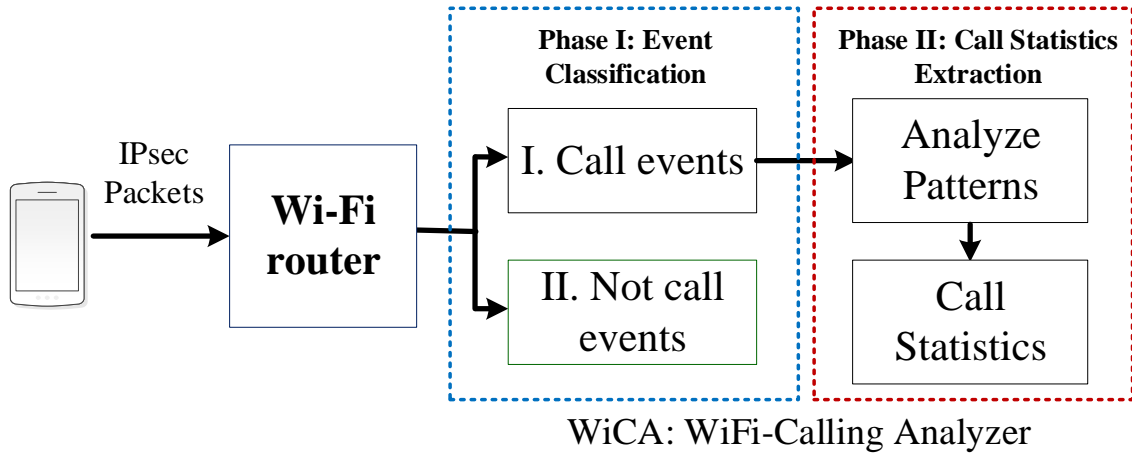 IPsec
Packets
Wi-Fi
router
Phase I: Event
Classification
I. Call events
II. Not call
events
Phase II: Call Statistics
Extraction
Analyze
Patterns
Call
Statistics
WiCA: WiFi-Calling Analyzer